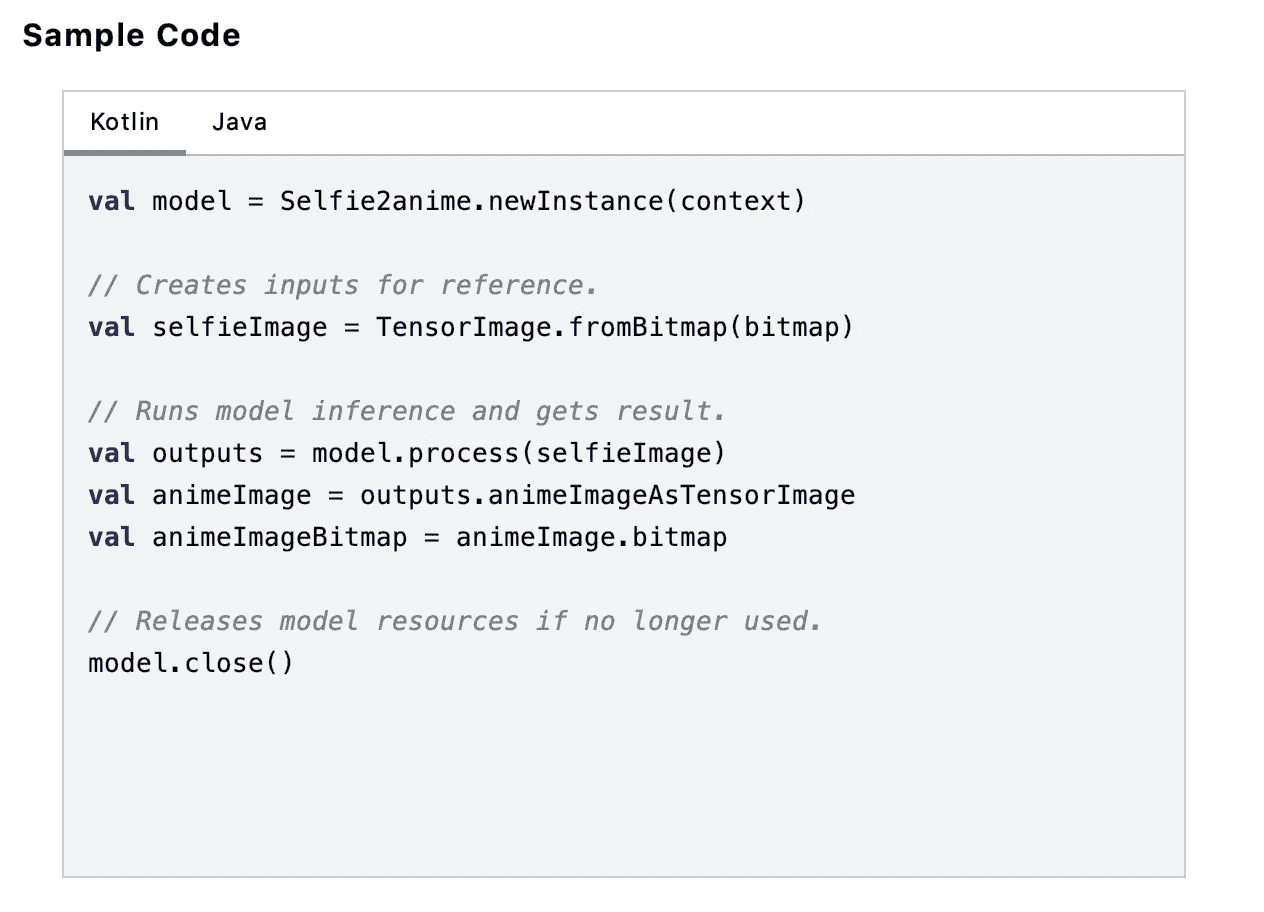 Sample Code
Kotlin Java
val model = Selfie2anime.newInstance(context)
// Creates inputs for reference.
val selfieImage = TensorImage.fromBitmap(bitmap)
// Runs model inference and gets result.
val outputs = model.process(selfieImage)
val animeImage = outputs.animeImageAsTensorImage
val animeImageBitmap = animeImage.bitmap
// Releases model resources if no longer used.
model.close()